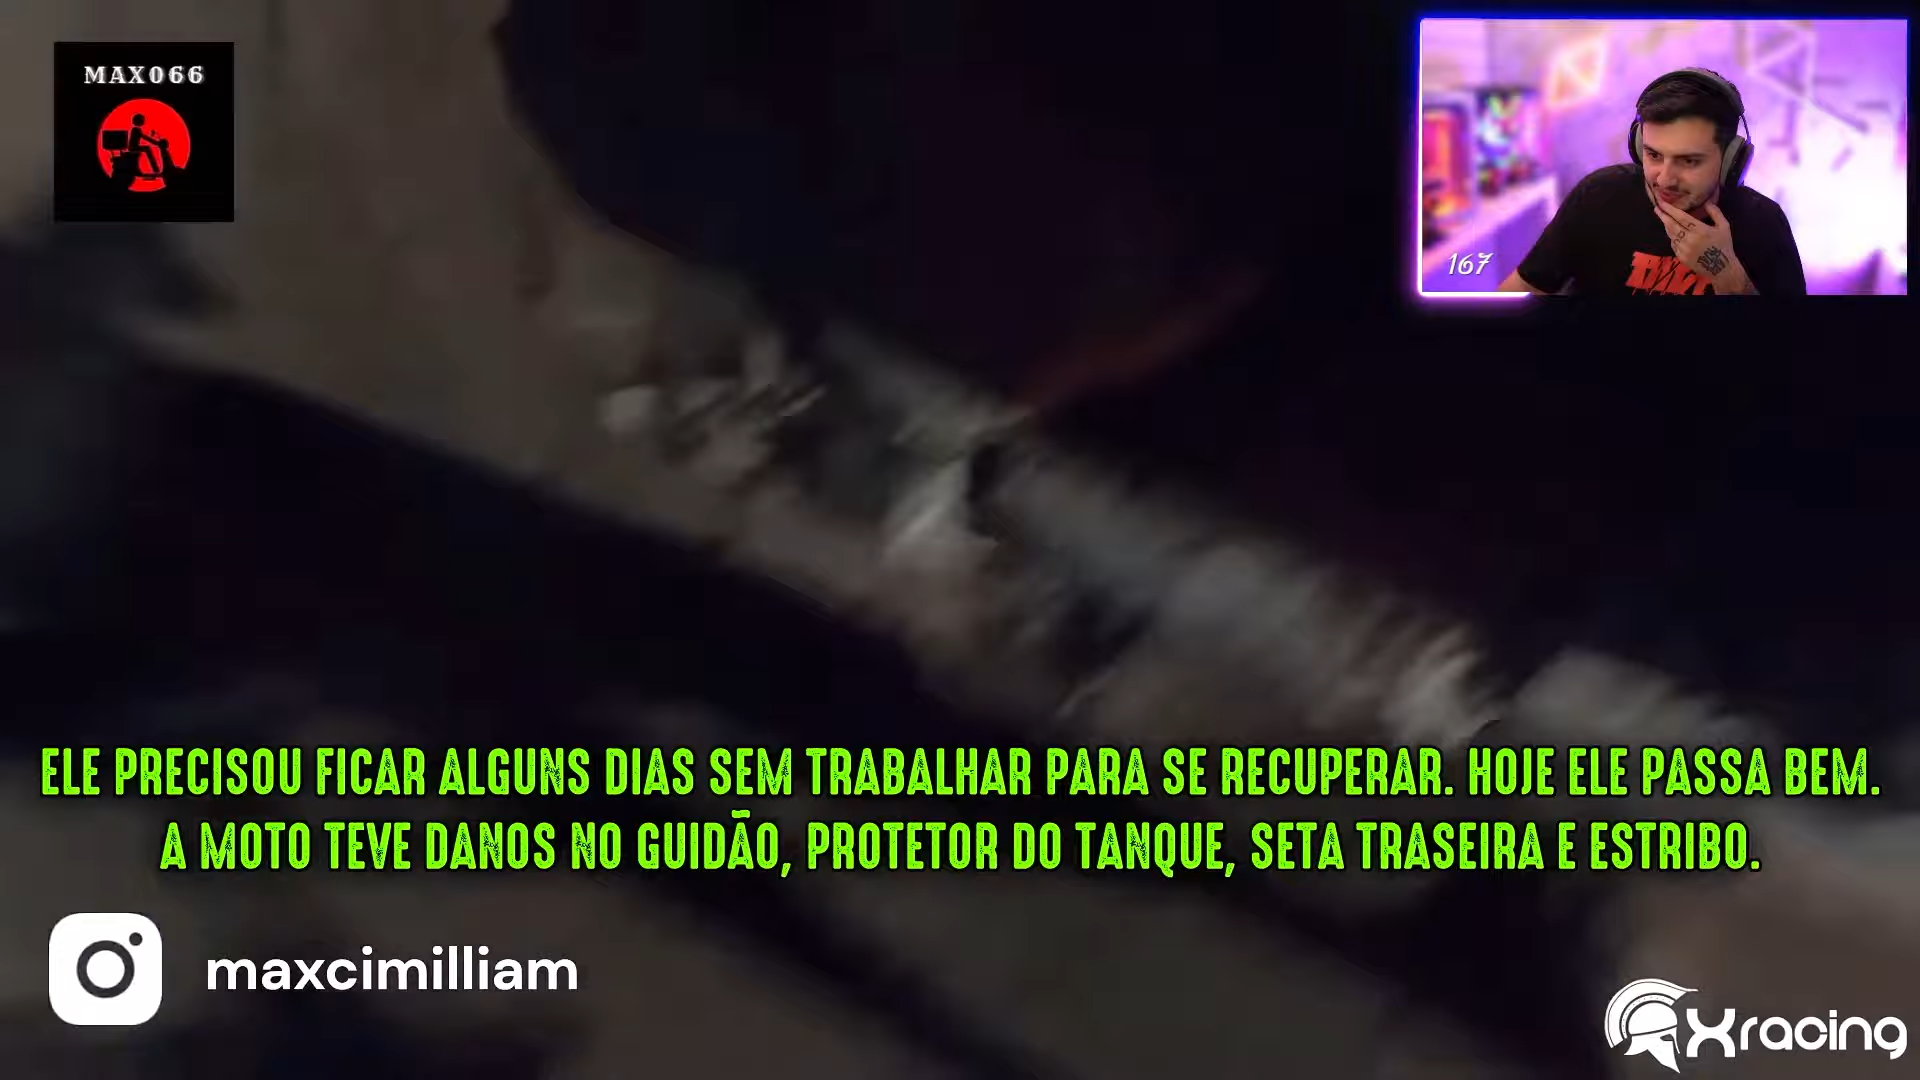 MAX066
167
ELE PRECISOU FICAR ALGUNS DIAS SEM TRABALHAR PARA SE RECUPERAR. HOJE ELE PASSA BEM.
A MOTO TEVE DANOS NO GUIDÃO, PROTETOR DO TANQUE, SETA TRASEIRA E ESTRIBO.
maxcimilliam
Xracing